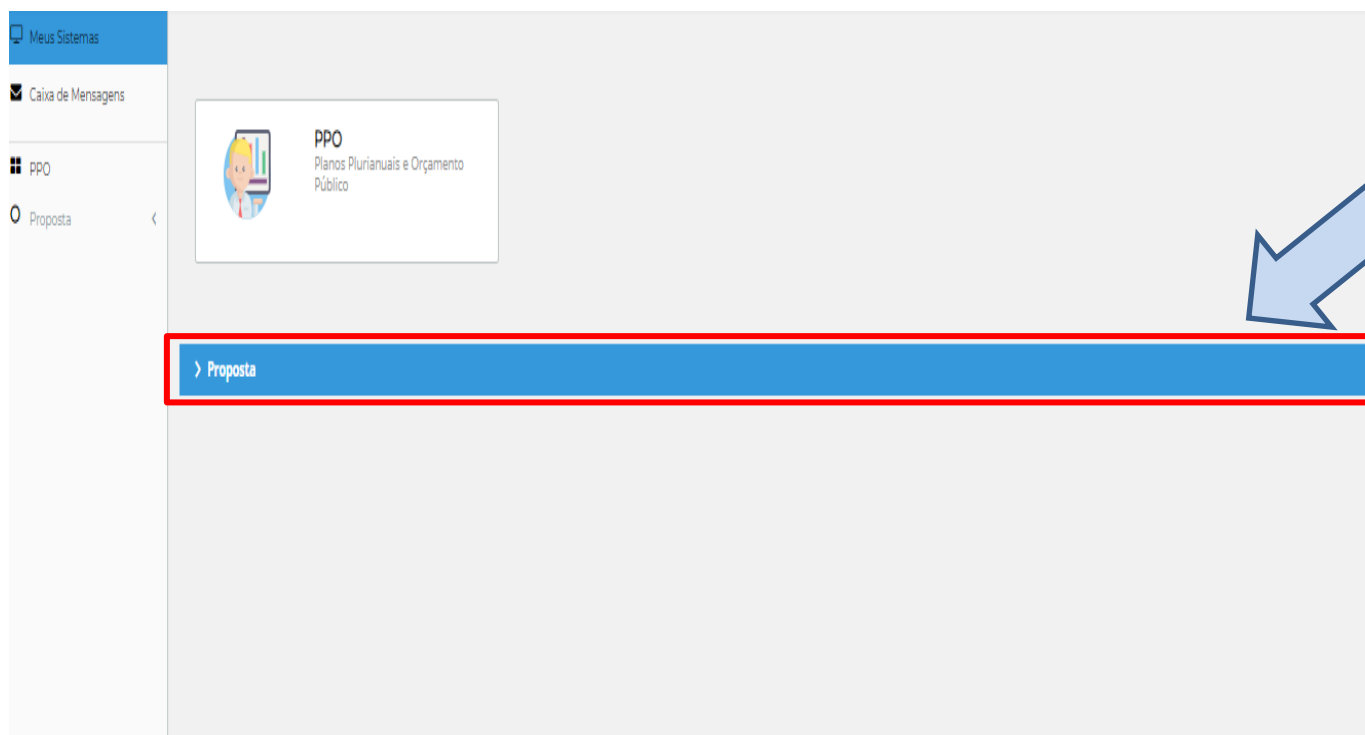 Meus Sistemas
Caixa de Mensagens
PPO
Proposta
PPO
Planos Plurianuais e Orçamento
Público
Proposta